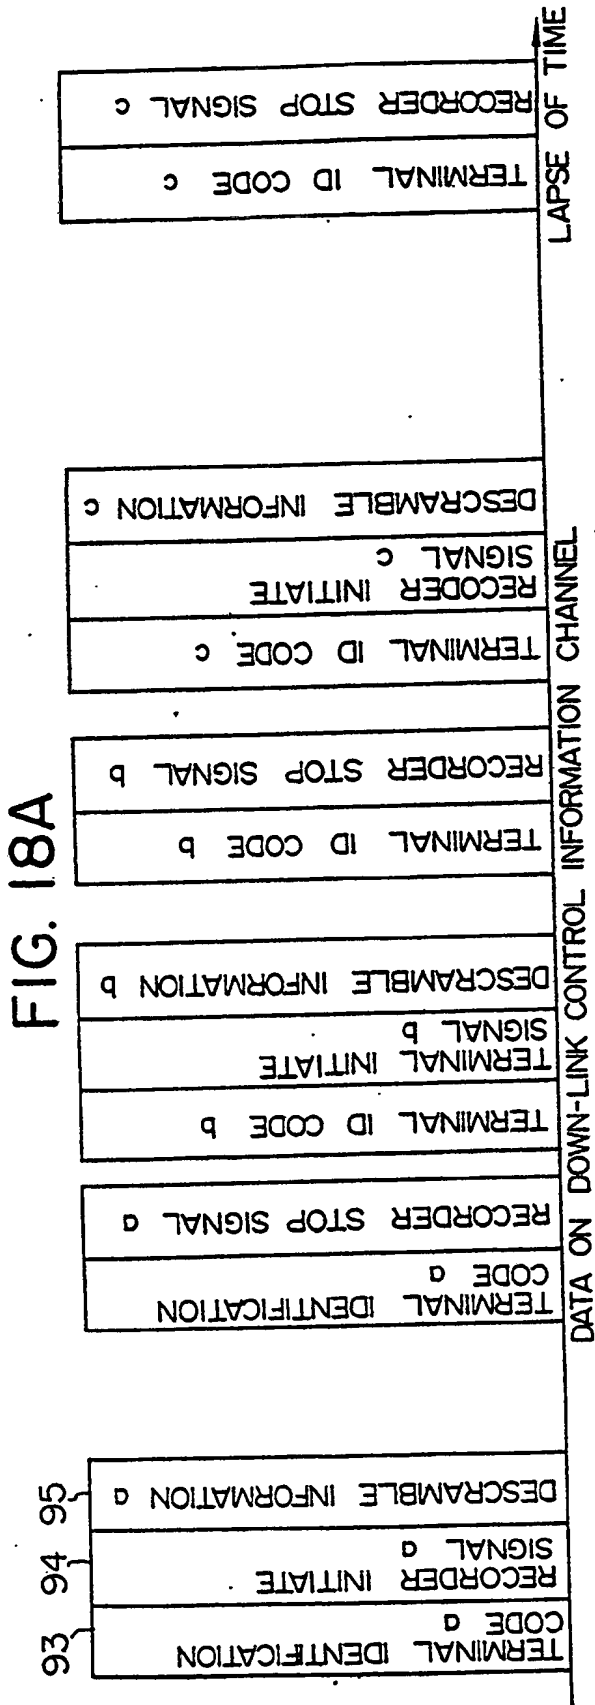 FIG. 18A
93
94
95
TERMINAL IDENTIFICATION
CODE a
RECORDER INITIATE
SIGNAL a
DESCRAMBLE INFORMATION a
TERMINAL IDENTIFICATION
CODE a
RECORDER STOP SIGNAL a
TERMINAL ID CODE b
TERMINAL INITIATE
SIGNAL b
DESCRAMBLE INFORMATION b
TERMINAL ID CODE b
RECORDER STOP SIGNAL b
TERMINAL ID CODE c
RECODER INITIATE
SIGNAL c
DESCRAMBLE INFORMATION c
TERMINAL ID CODE c
RECORDER STOP SIGNAL c
DATA ON DOWN-LINK CONTROL INFORMATION CHANNEL
LAPSE OF TIME